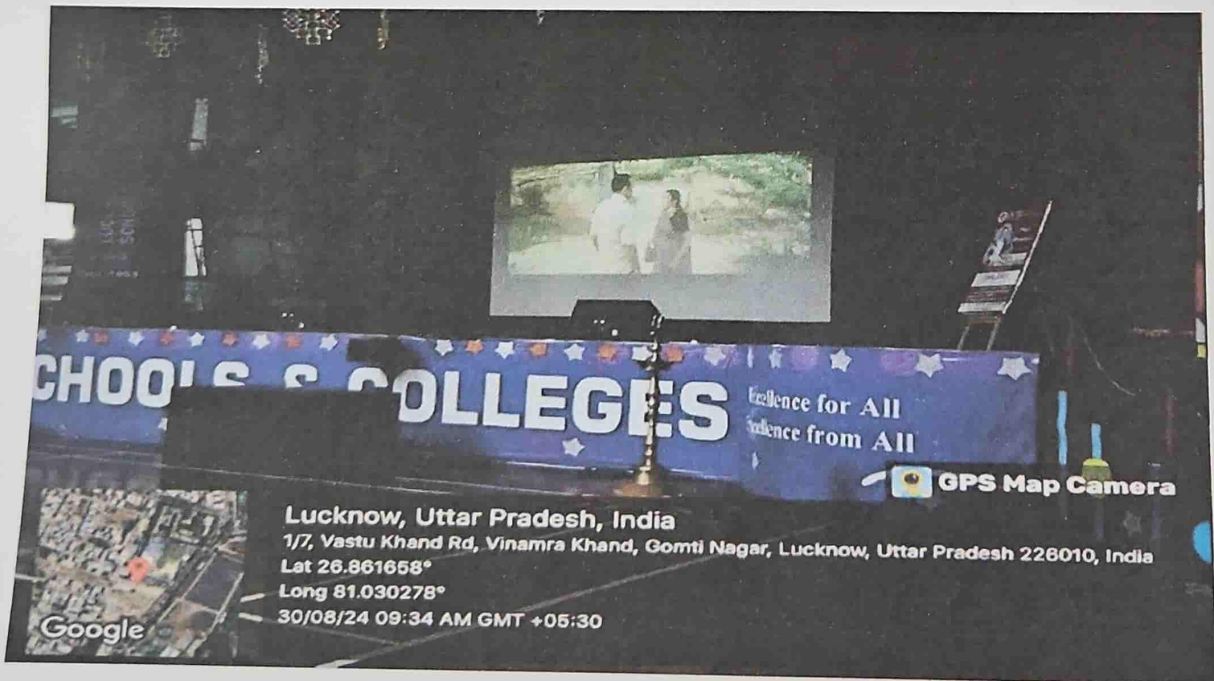 SCHOOLS & COLLEGES
Excellence for All
Excellence from All
GPS Map Camera
Lucknow, Uttar Pradesh, India
1/7, Vastu Khand Rd, Vinamra Khand, Gomti Nagar, Lucknow, Uttar Pradesh 226010, India
Lat 26.861658°
Long 81.030278°
30/08/24 09:34 AM GMT +05:30
Google